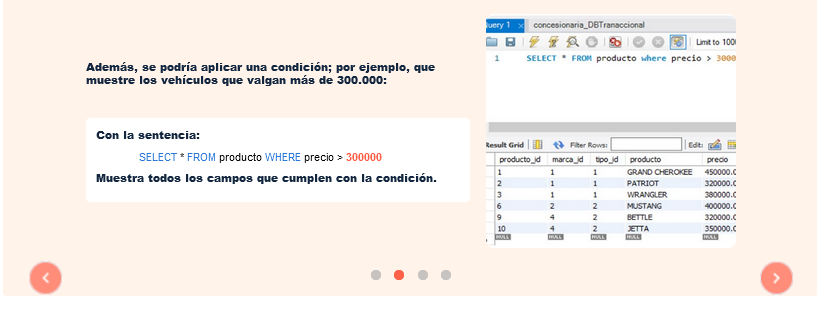 Además, se podría aplicar una condición; por ejemplo, que
muestre los vehículos que valgan más de 300.000:
Con la sentencia:
SELECT * FROM producto WHERE precio > 300000
Muestra todos los campos que cumplen con la condición.
uery 1 × concesionaria_DBTranaccional
Limit to 100
1 SELECT * FROM producto where precio > 3000
Result Grid Filter Rows: Edit:
producto_id marca_id tipo_id producto precio
1 1 1 GRAND CHEROKEE 450000.0
2 1 1 PATRIOT 320000.0
3 1 1 WRANGLER 380000.0
6 2 2 MUSTANG 400000.0
9 4 2 BETTLE 320000.0
10 4 2 JETTA 350000.0
NULL NULL NULL NULL NULL